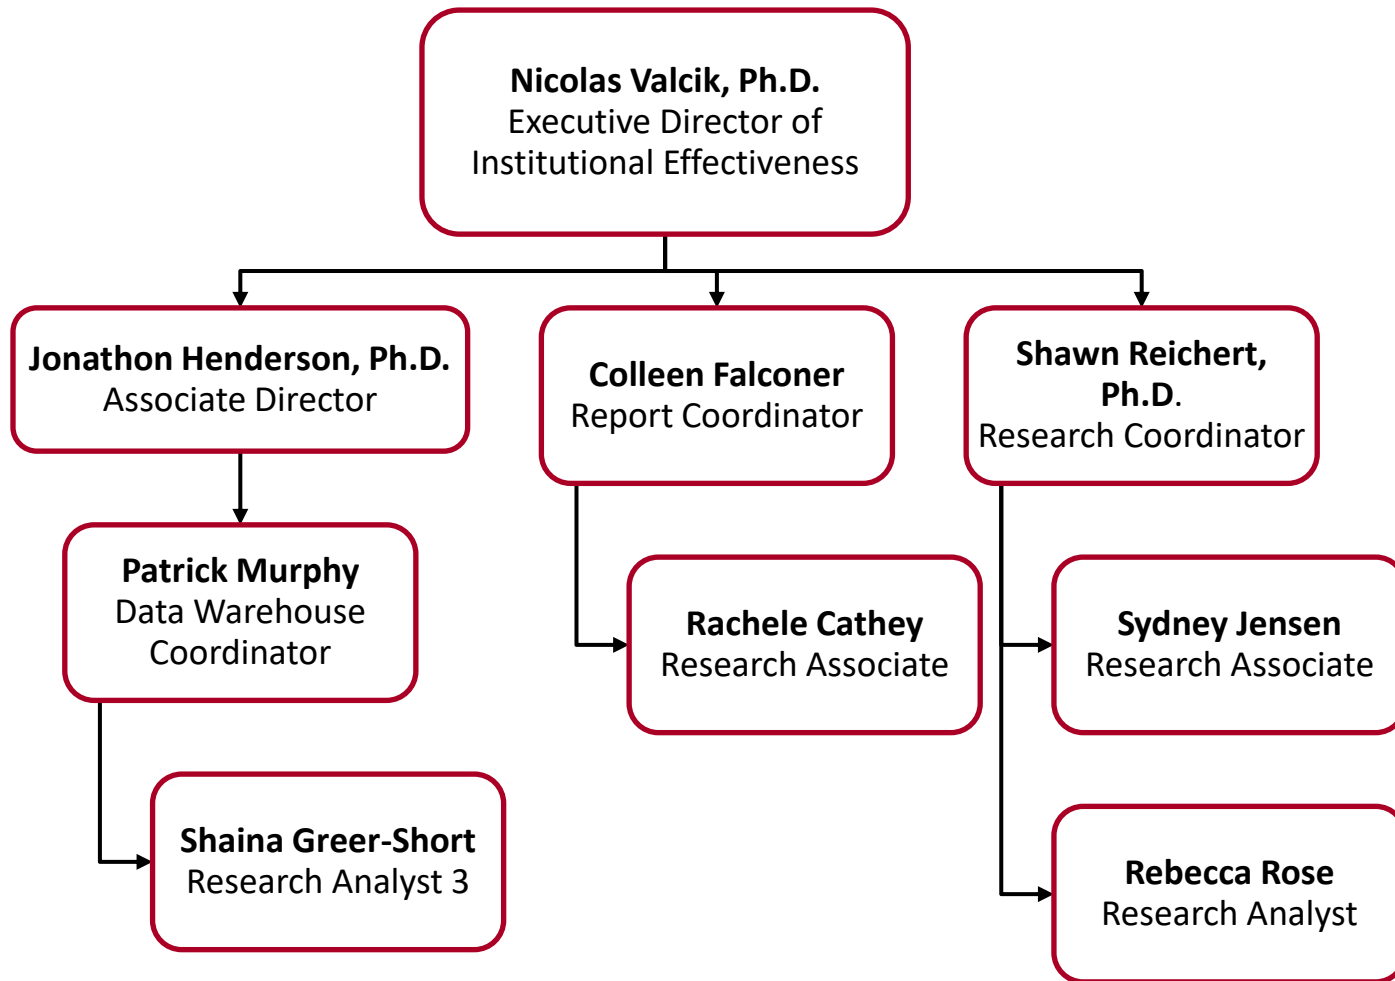 Nicolas Valcik, Ph.D.
Executive Director of
Institutional Effectiveness
Jonathon Henderson, Ph.D.
Associate Director
Colleen Falconer
Report Coordinator
Shawn Reichert,
Ph.D.
Research Coordinator
Patrick Murphy
Data Warehouse
Coordinator
Rachele Cathey
Research Associate
Sydney Jensen
Research Associate
Shaina Greer-Short
Research Analyst 3
Rebecca Rose
Research Analyst